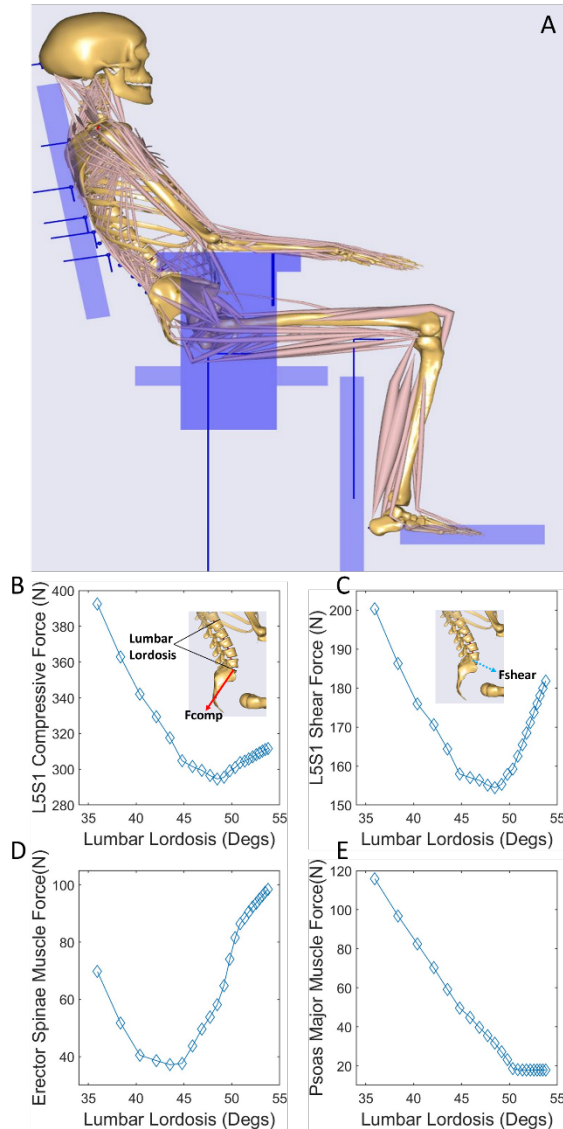 A
B
L5S1 Compressive Force (N)
400
380
360
340
320
300
280
35
40
45
50
55
Lumbar Lordosis (Degs)
Lumbar
Lordosis
Fcomp
C
L5S1 Shear Force (N)
200
190
180
170
160
150
35
40
45
50
55
Lumbar Lordosis (Degs)
Fshear
D
Erector Spinae Muscle Force(N)
100
80
60
40
35
40
45
50
55
Lumbar Lordosis (Degs)
E
Psoas Major Muscle Force(N)
120
100
80
60
40
20
35
40
45
50
55
Lumbar Lordosis (Degs)